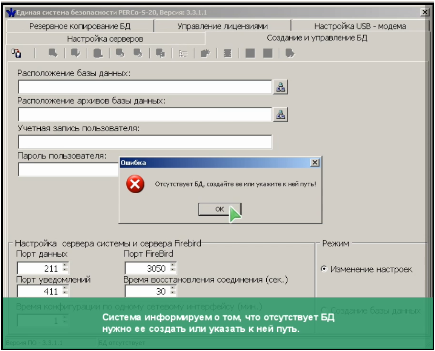 Единая система безопасности PERCo-S-20, Версия: 3.3.1.1
Резервное копирование БД Управление лицензиями Настройка USB - модема
Настройка серверов Создание и управление БД
Расположение базы данных:
Расположение архивов базы данных:
Учетная запись пользователя:
Пароль пользователя:
Ошибка
Отсутствует БД, создайте ее или укажите к ней путь!
OK
Настройка сервера системы и сервера Firebird
Режим
Порт данных Порт FireBird
211 3050
Изменение настроек
Порт уведомлений Время восстановления соединения (сек.)
411 30
Система информируем о том, что отсутствует БД
нужно ее создать или указать к ней путь.